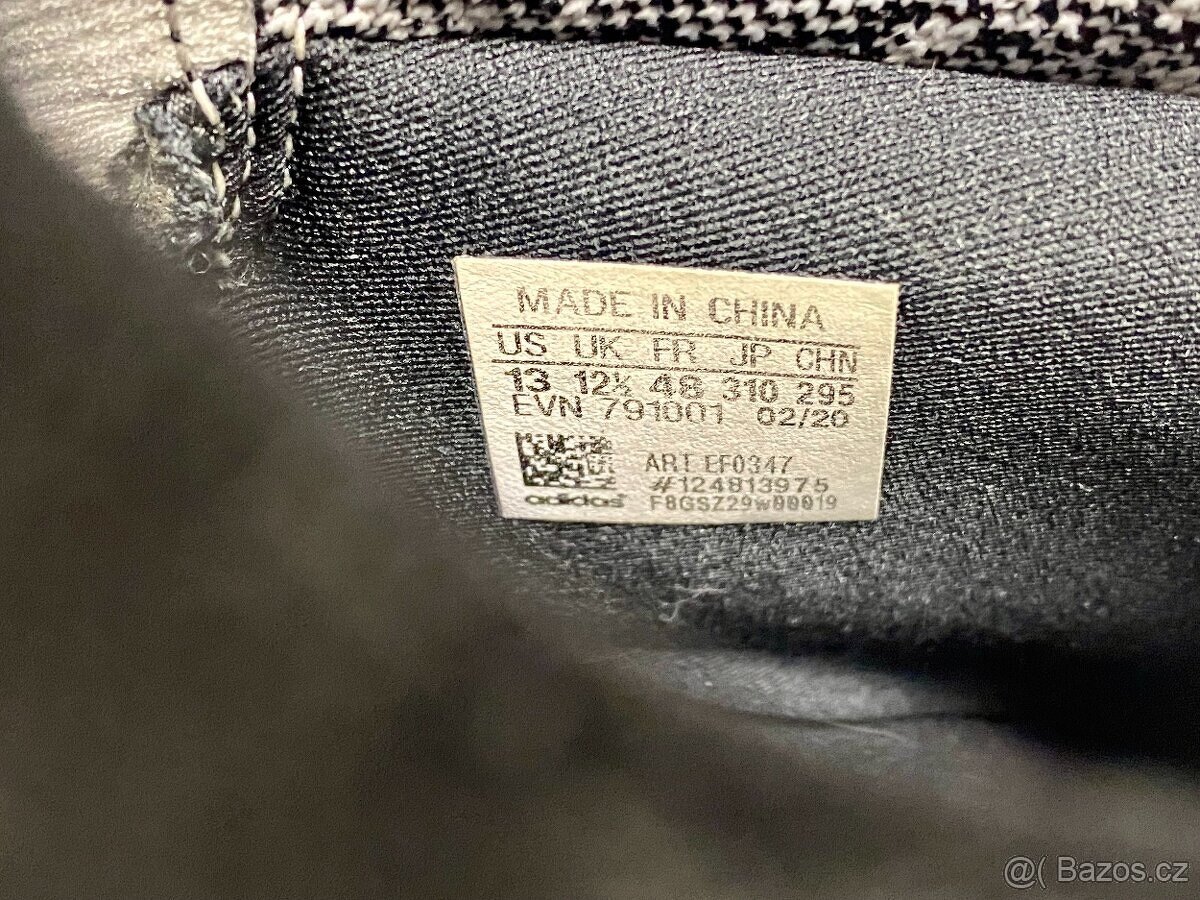 MADE IN CHINA
US UK FR JP CHN
13 12½ 48 310 295
EVN 791001 02/20
ART EF0347
#124813975
adidas F8GSZ29w00019
@( Bazos.cz